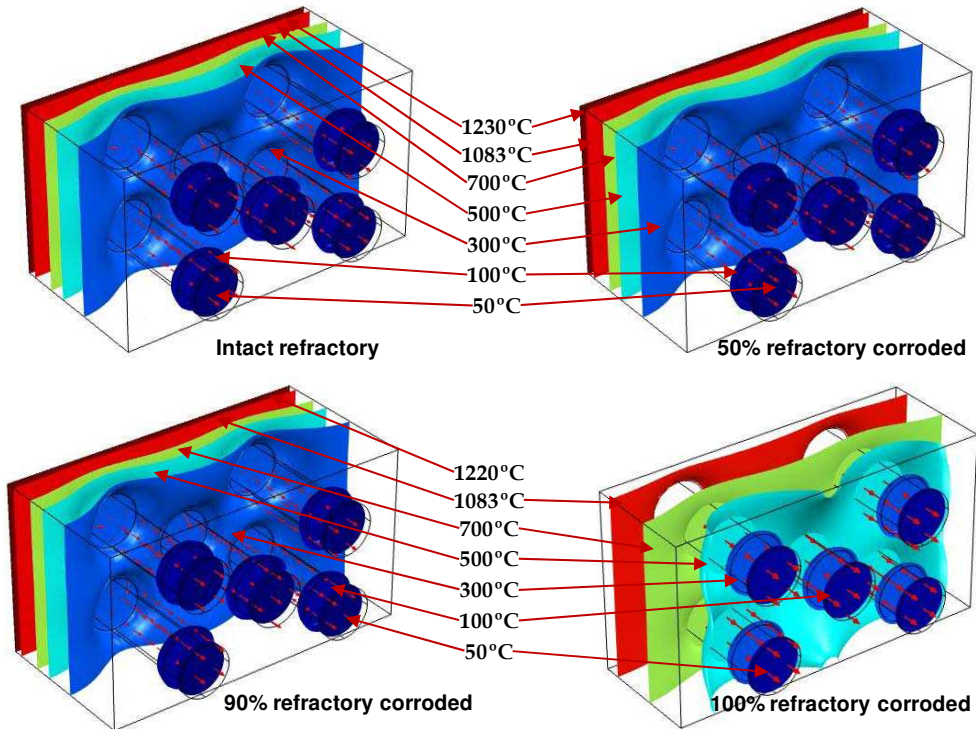 1230°C
1083°C
700°C
500°C
300°C
100°C
50°C
Intact refractory
50% refractory corroded
1220°C
1083°C
700°C
500°C
300°C
100°C
50°C
90% refractory corroded
100% refractory corroded